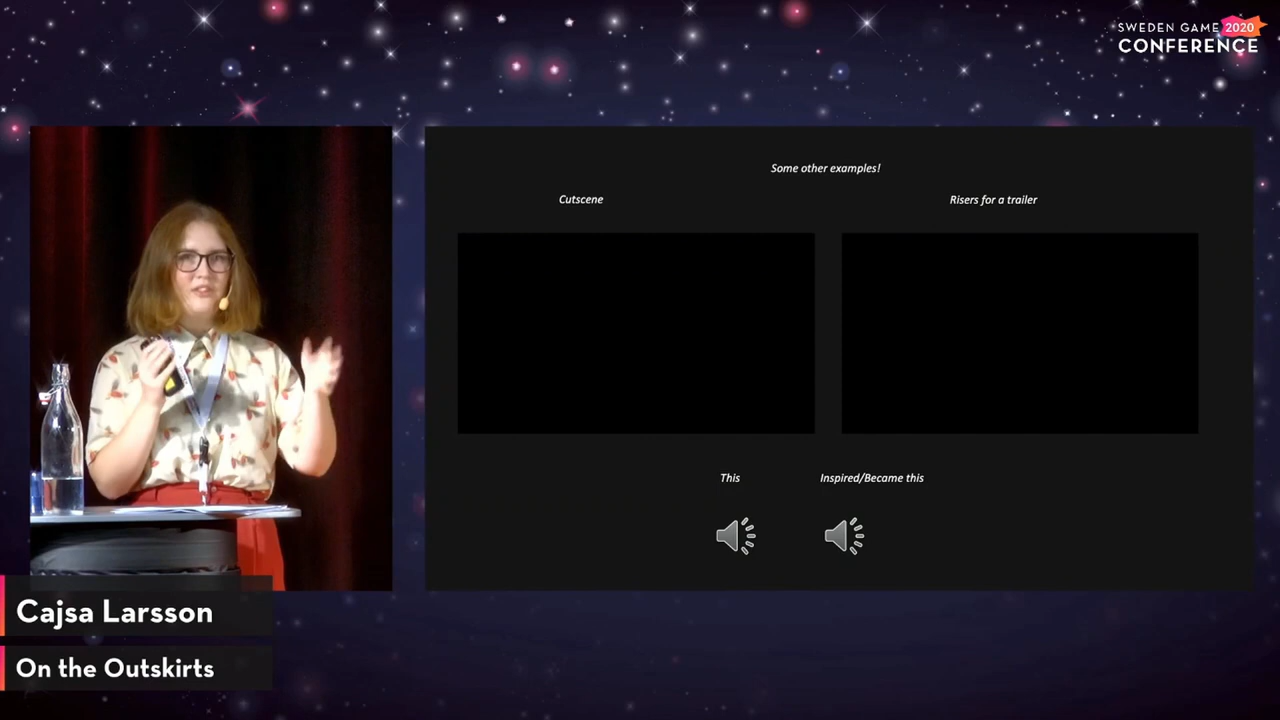 SWEDEN GAME 2020
CONFERENCE
Some other examples!
Cutscene
Risers for a trailer
This
Inspired/Became this
Cajsa Larsson
On the Outskirts